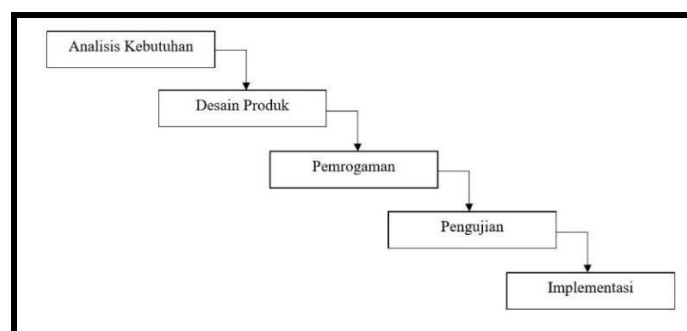 Analisis Kebutuhan
Desain Produk
Pemrogaman
Pengujian
Implementasi